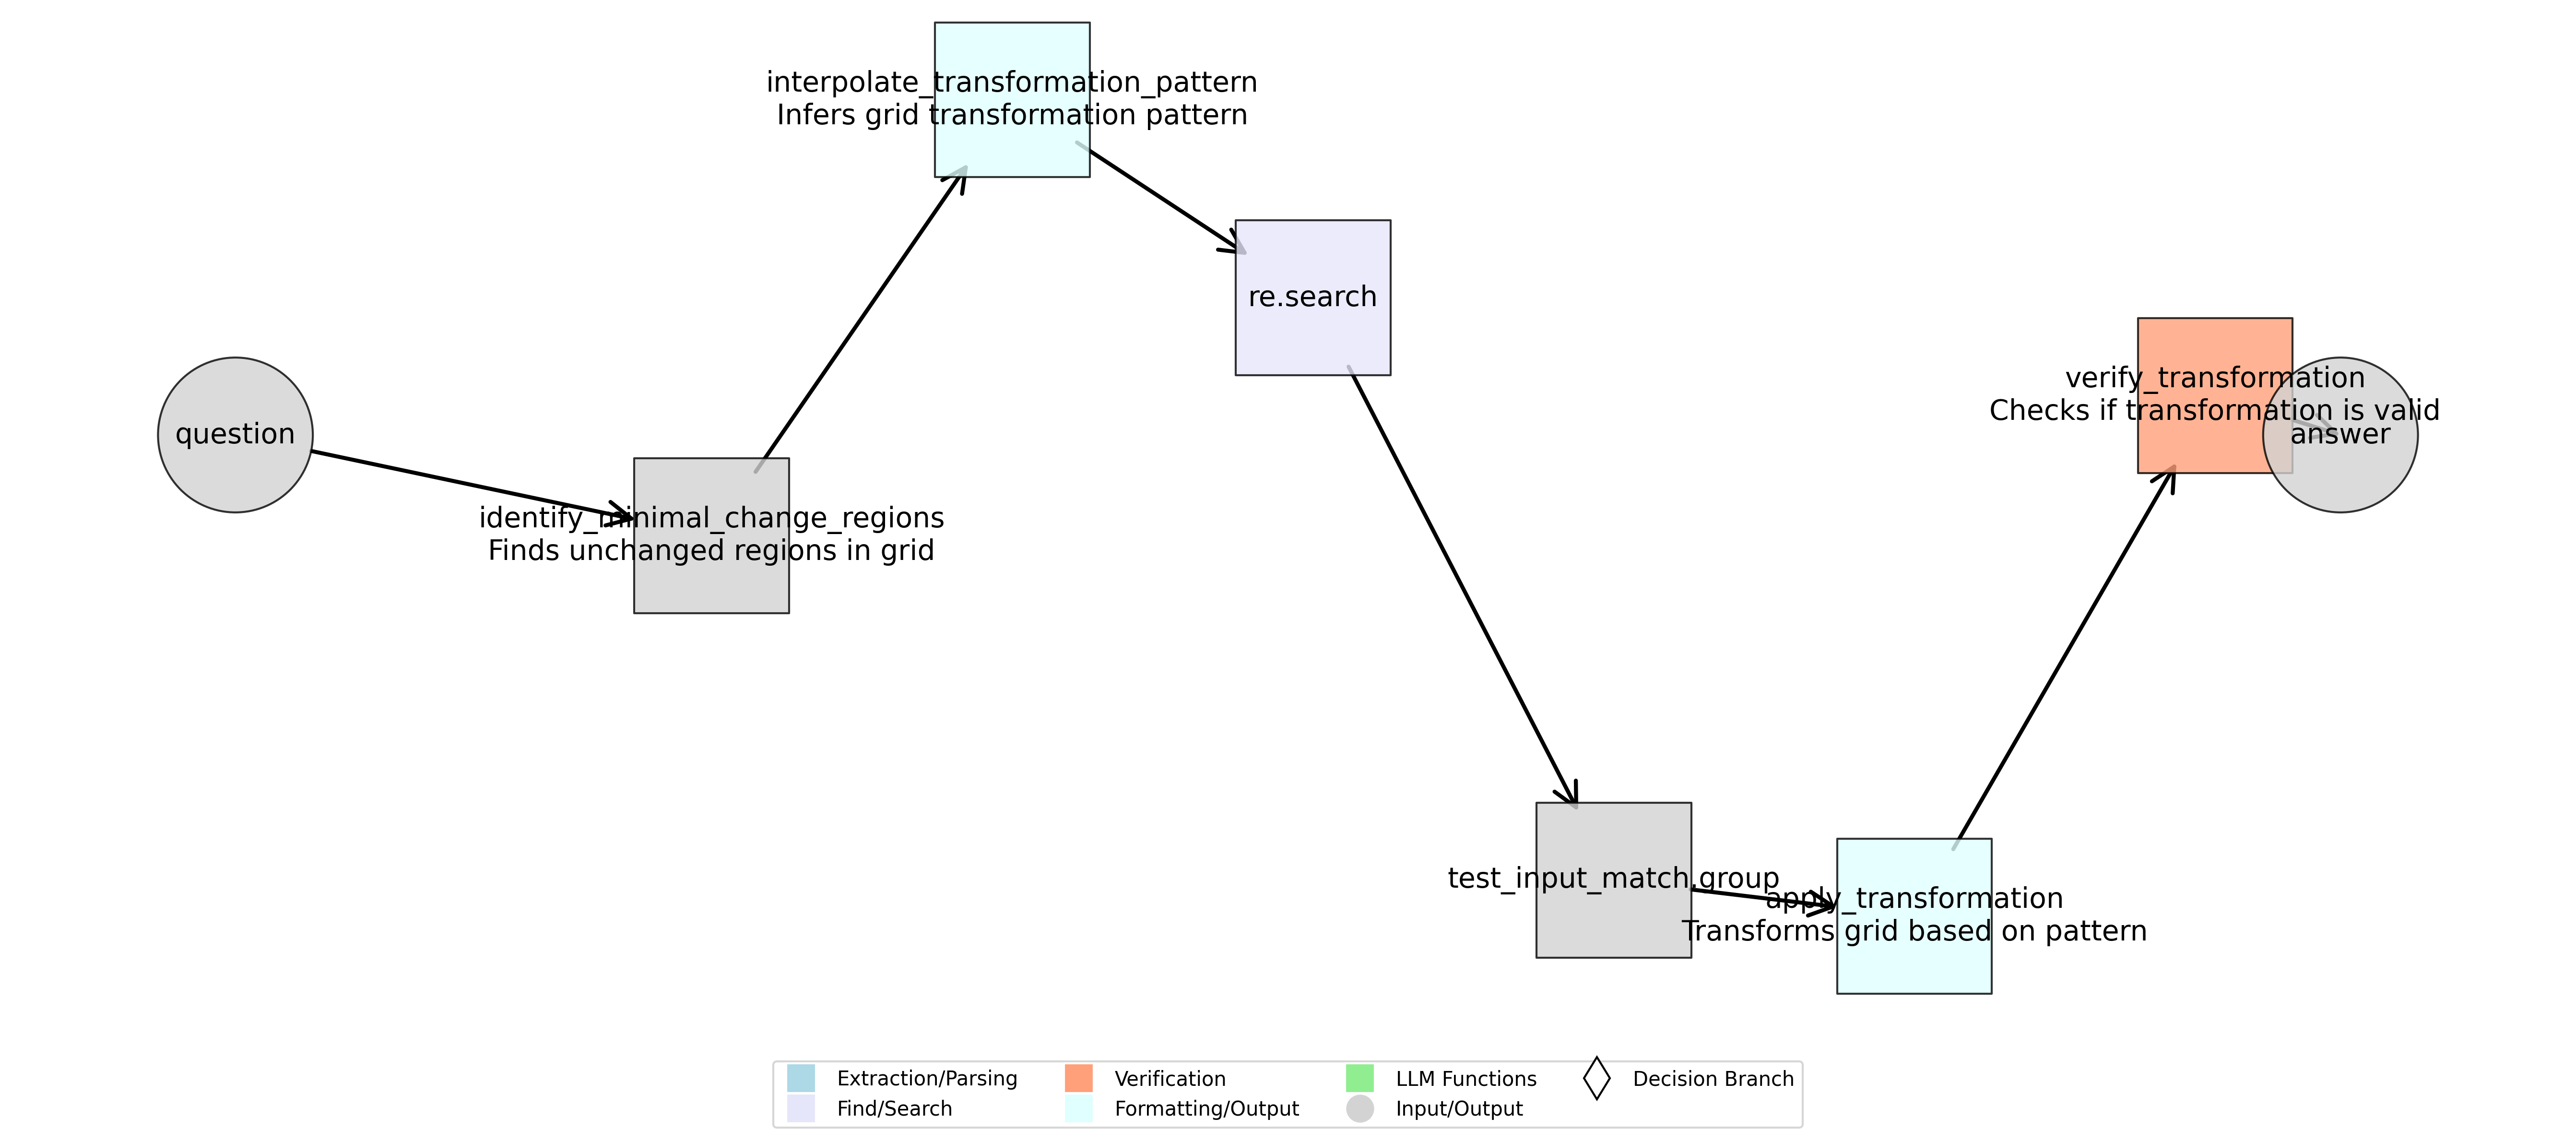 interpolate_transformation_pattern
Infers grid transformation pattern
re.search
question
identify_minimal_change_regions
Finds unchanged regions in grid
verify_transformation
Checks if transformation is valid
answer
test_input_match.group
apply_transformation
Transforms grid based on pattern
Extraction/Parsing
Find/Search
Verification
Formatting/Output
LLM Functions
Input/Output
Decision Branch